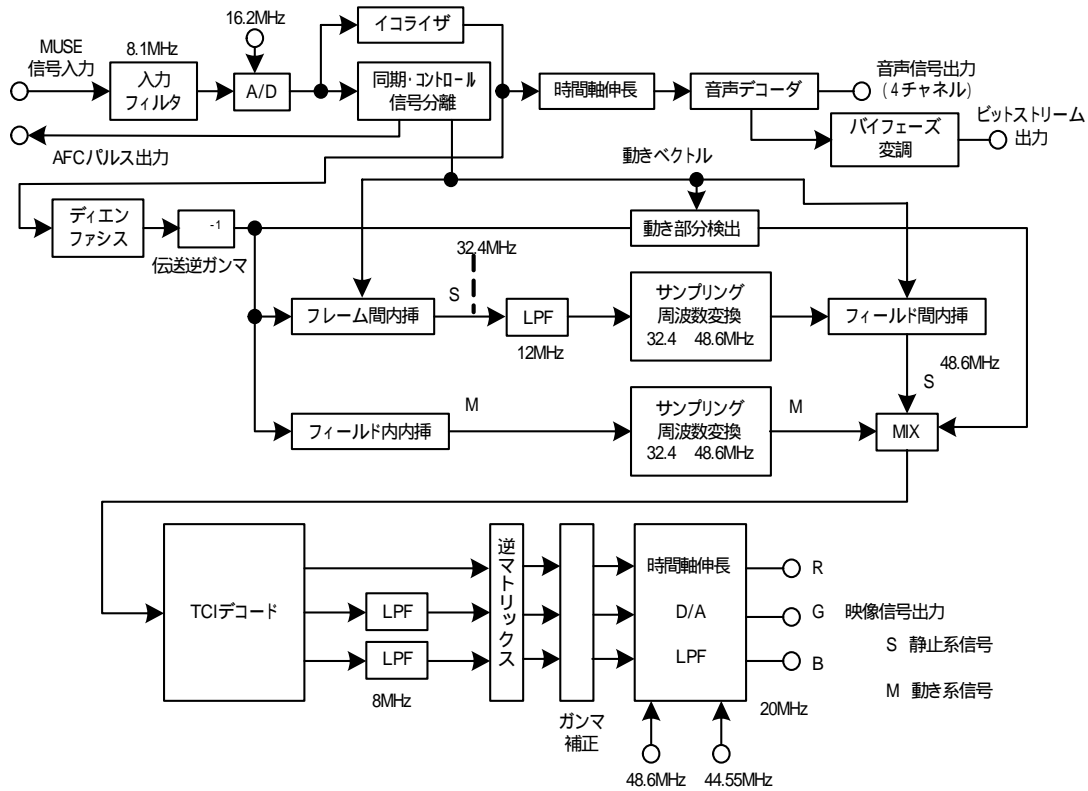 MUSE
信号入力
8.1MHz
入力
フィルタ
16.2MHz
A/D
イコライザ
同期・コントロール
信号分離
時間軸伸長
音声デコーダ
音声信号出力
(4チャネル)
バイフェーズ
変調
ビットストリーム
出力
AFCパルス出力
動きベクトル
ディエン
ファシス
-1
伝送逆ガンマ
動き部分検出
32.4MHz
フレーム間内挿
S
LPF
12MHz
サンプリング
周波数変換
32.4 48.6MHz
フィールド間内挿
48.6MHz
S
フィールド内内挿
M
サンプリング
周波数変換
32.4 48.6MHz
M
MIX
TCIデコード
LPF
LPF
8MHz
逆マトリックス
ガンマ
補正
時間軸伸長
D/A
LPF
R
G 映像信号出力
B
S 静止系信号
M 動き系信号
20MHz
48.6MHz
44.55MHz